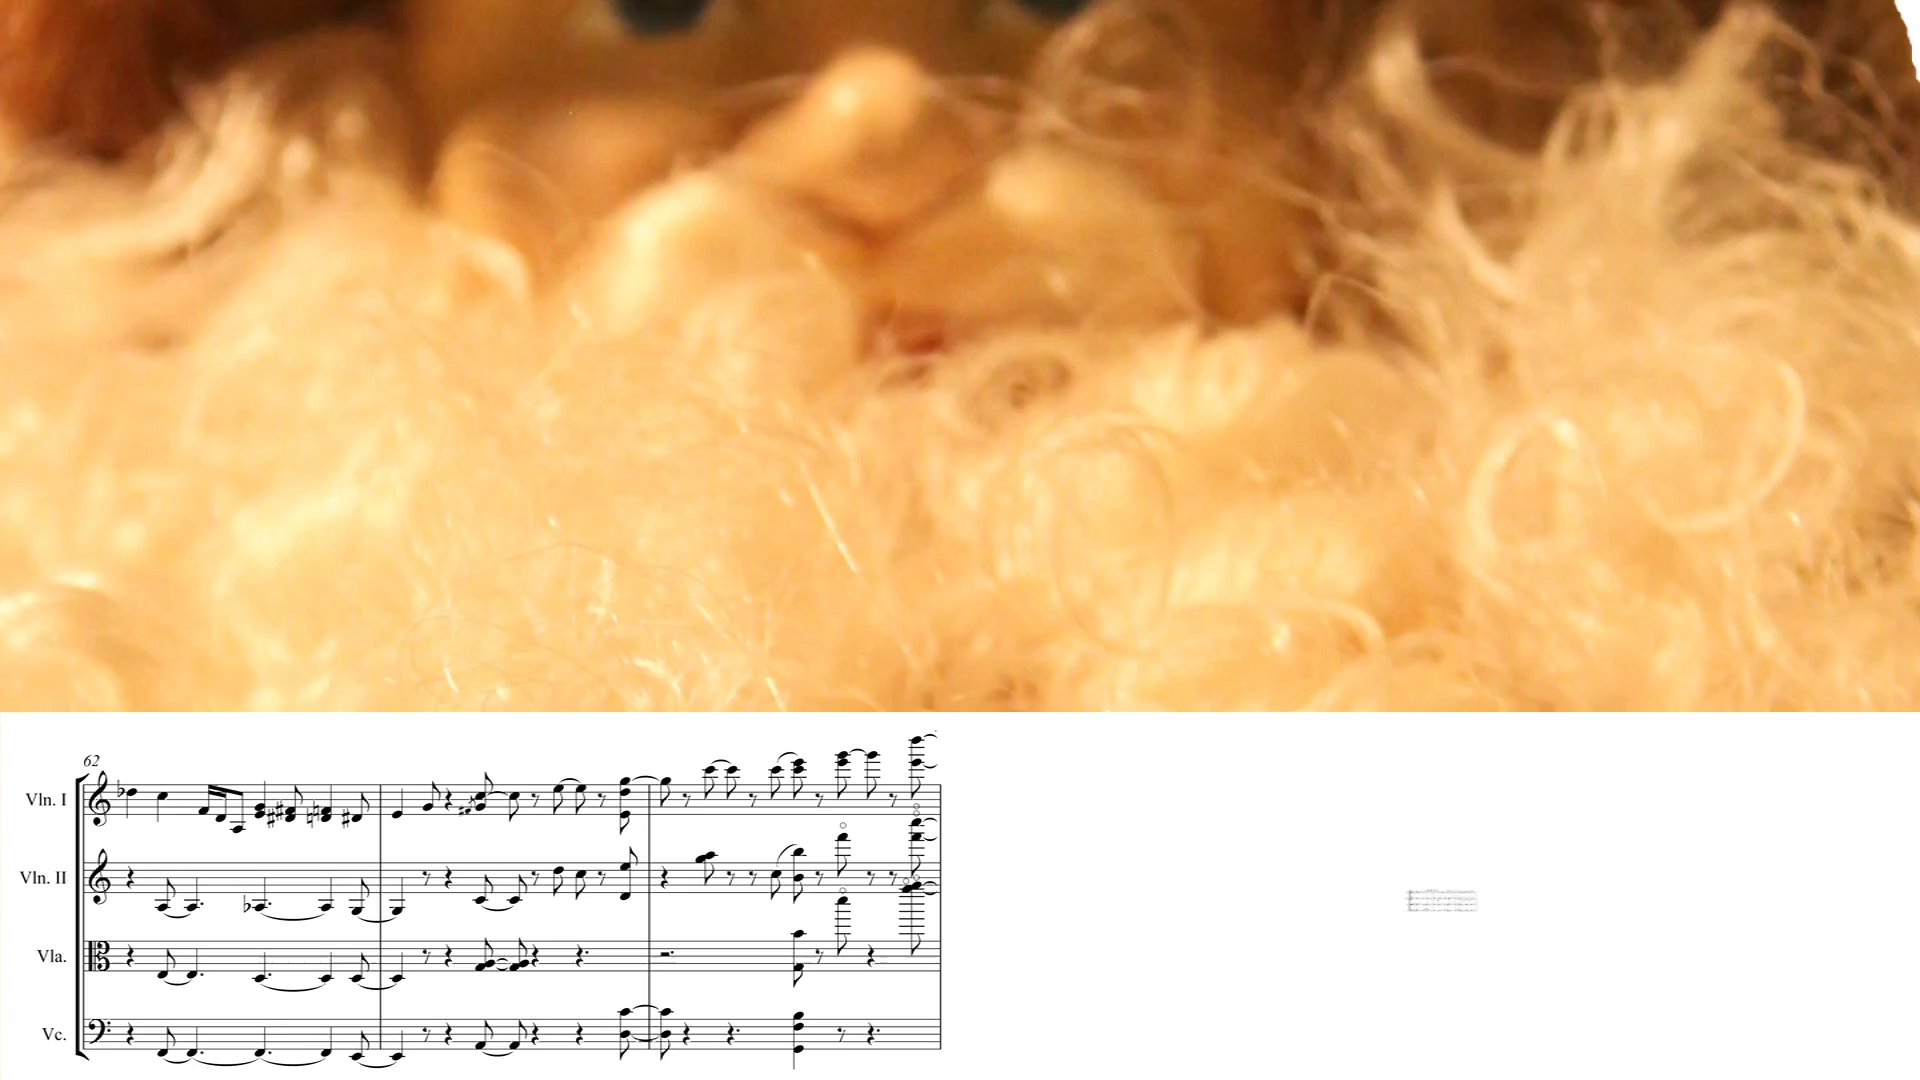 62
Vln. I
Vln. II
Vla.
Vc.